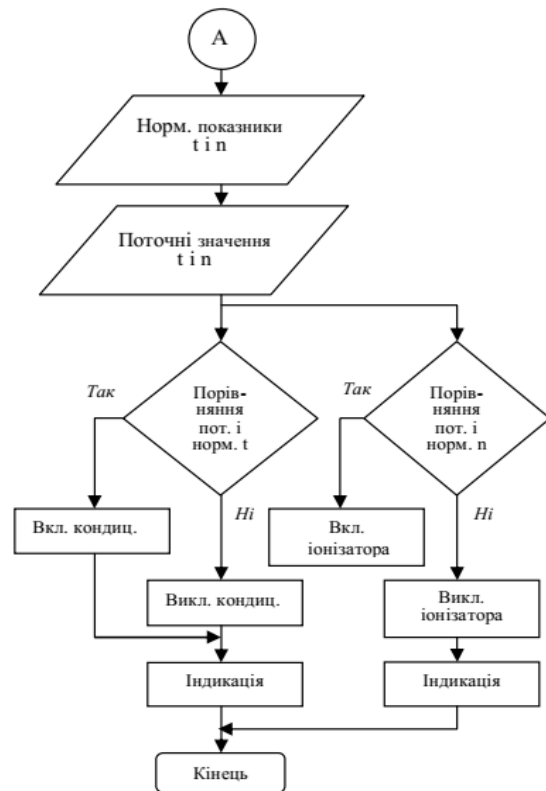 А
Норм. показники
t i n
Поточні значення
t i n
Так
Порів-
няння
пот. і
норм. t
Так
Порів-
няння
пот. і
норм. n
Ні
Ні
Вкл. кондиц.
Вкл.
іонізатора
Викл. кондиц.
Викл.
іонізатора
Індикація
Індикація
Кінець